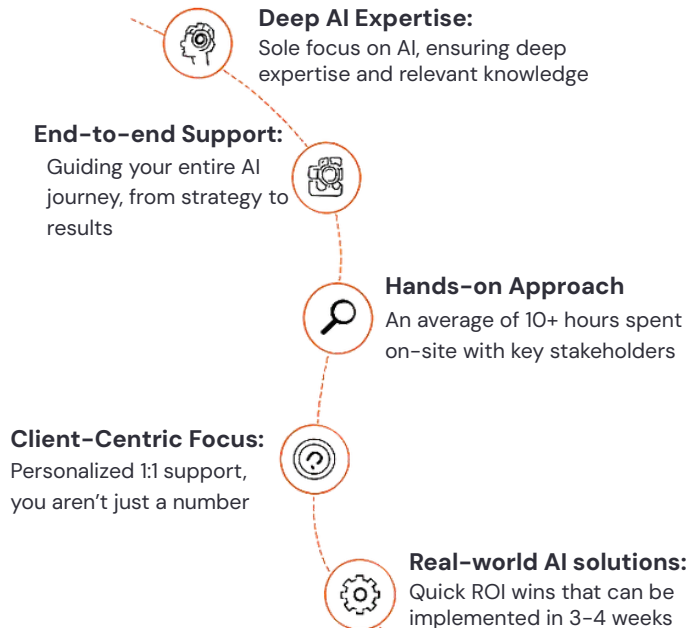 Deep AI Expertise:
Sole focus on AI, ensuring deep
expertise and relevant knowledge
End-to-end Support:
Guiding your entire AI
journey, from strategy to
results
Hands-on Approach
An average of 10+ hours spent
on-site with key stakeholders
Client-Centric Focus:
Personalized 1:1 support,
you aren’t just a number
Real-world AI solutions:
Quick ROI wins that can be
implemented in 3-4 weeks